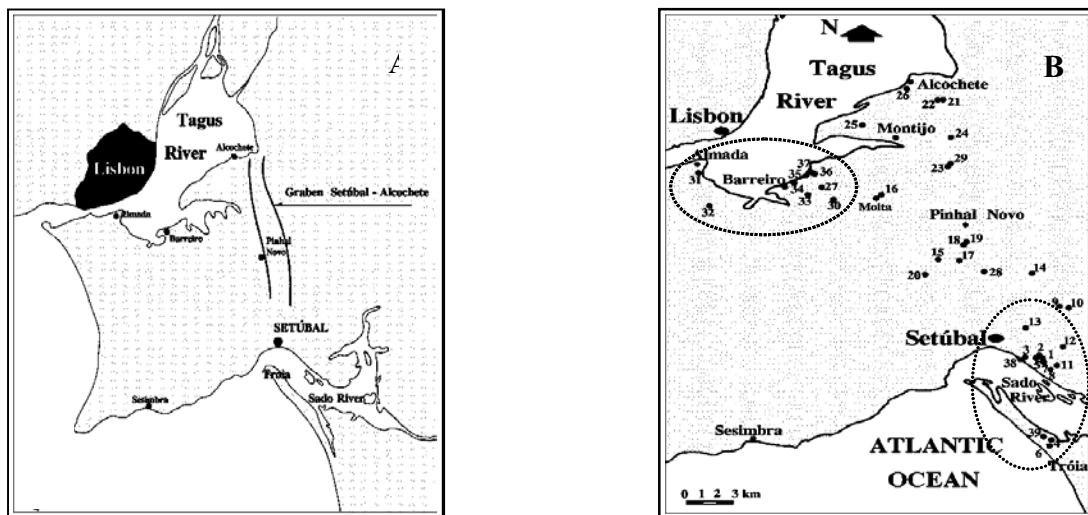 A
Tagus
River
Lisbon
Alcochete
Graben Setúbal - Alcochete
Almada
Barreiro
Pinhal
Novo
SETÚBAL
Tróia
Sado River
Sesimbra
B
N
Tagus
River
Alcochete
26
22
21
Lisbon
25
Montijo
24
Almada
29
23
37
36
31
35
Barreiro
34
27
33
30
16
Moita
32
Pinhal Novo
18
19
15
17
20
28
14
9
10
13
Setúbal
12
3
2
1
38
11
Sado
River
39
4
6
Tróia
Sesimbra
ATLANTIC
OCEAN
0 1 2 3 km